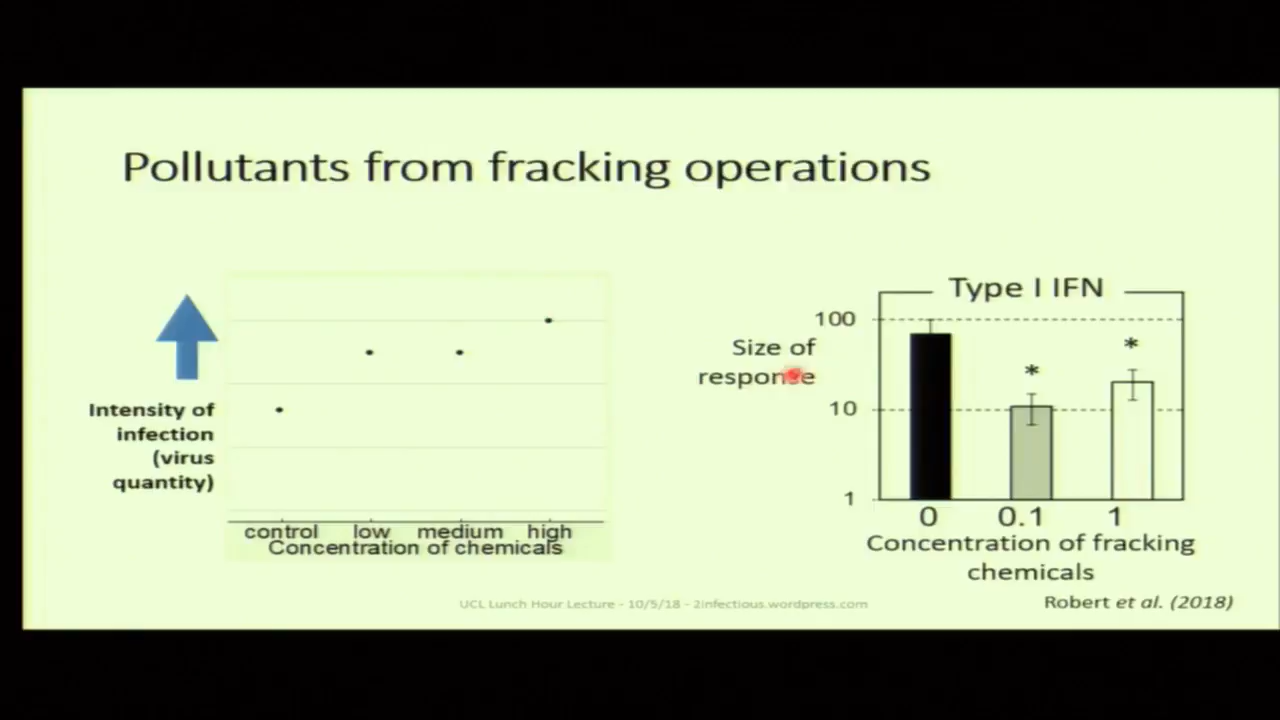 Pollutants from fracking operations
Intensity of
infection
(virus
quantity)
control low medium high
Concentration of chemicals
Size of
response
Type I IFN
100
10
1
*
*
0 0.1 1
Concentration of fracking
chemicals
UCL Lunch Hour Lecture - 10/5/18 - 2infectious.wordpress.com
Robert et al. (2018)